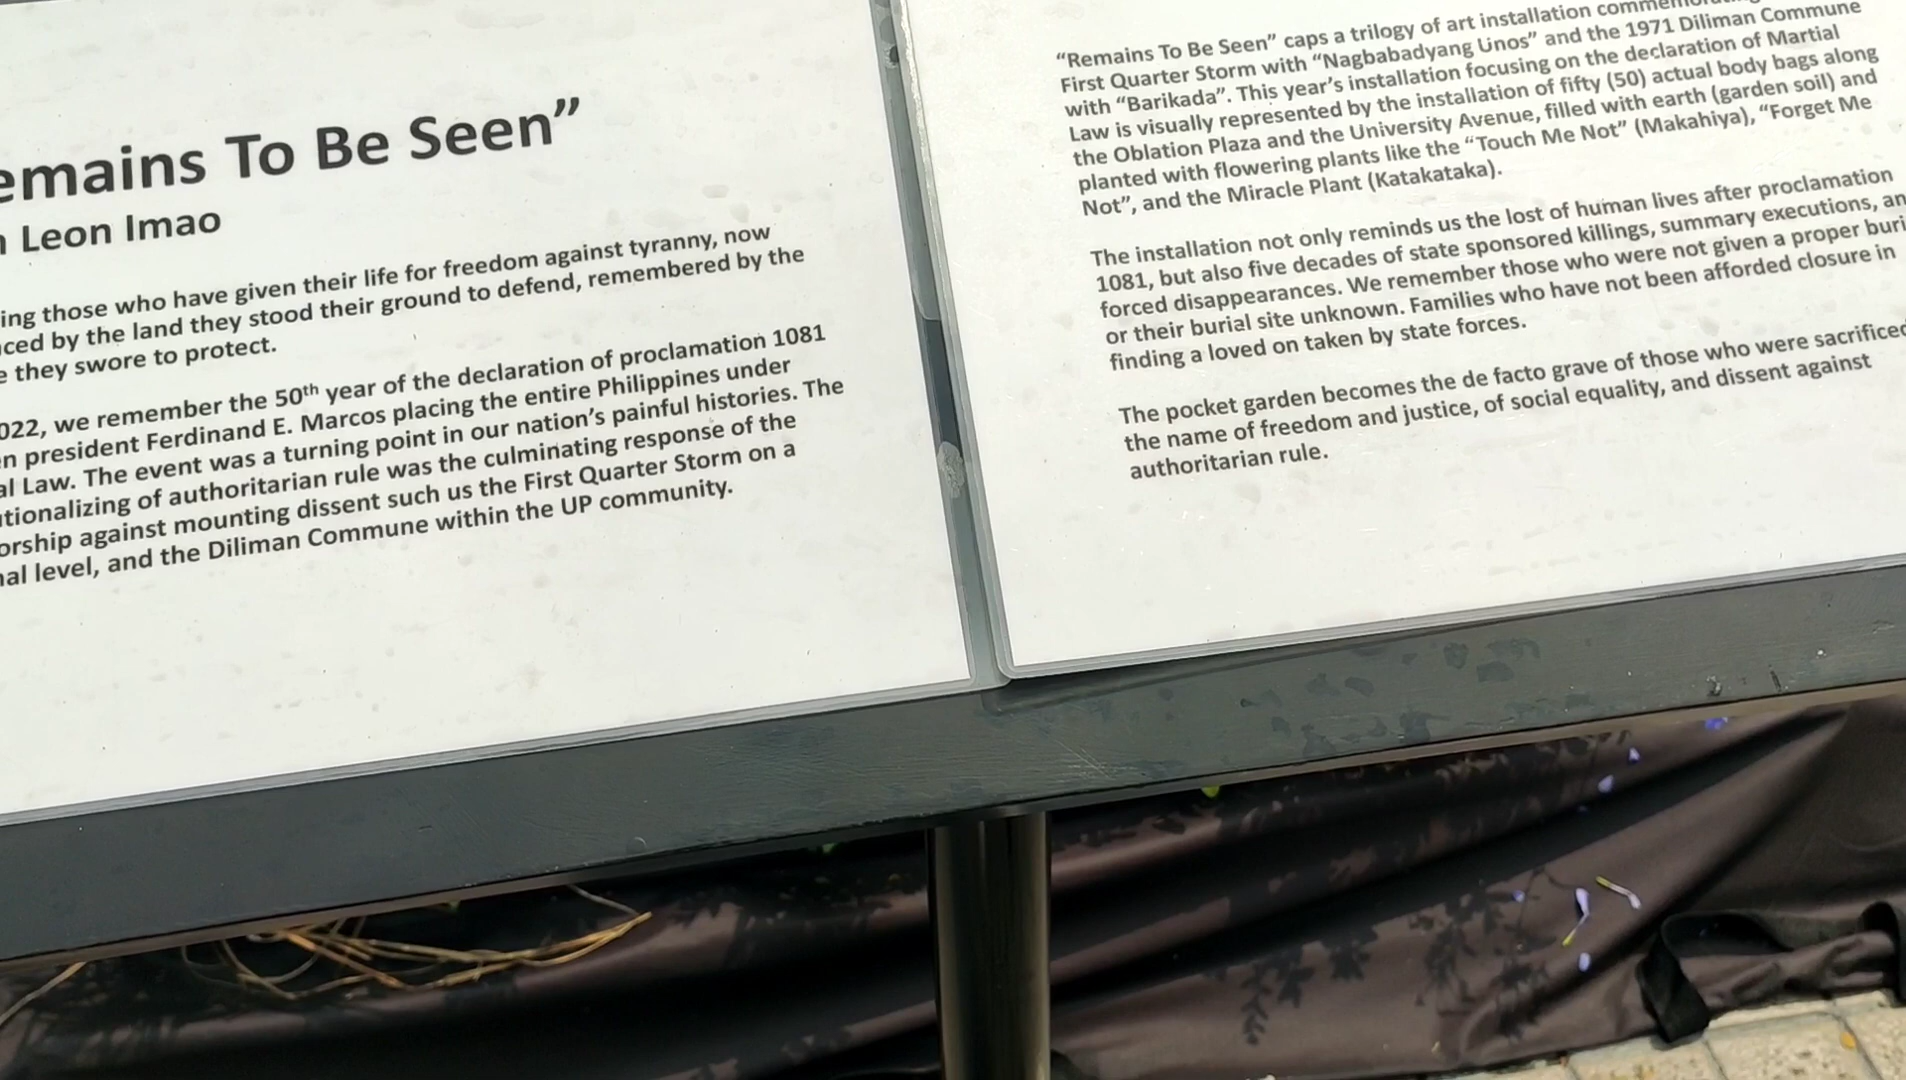 emains To Be Seen”
Leon Imao
ing those who have given their life for freedom against tyranny, now
ced by the land they stood their ground to defend, remembered by the
they swore to protect.
022, we remember the 50th year of the declaration of proclamation 1081
n president Ferdinand E. Marcos placing the entire Philippines under
al Law. The event was a turning point in our nation’s painful histories. The
utionalizing of authoritarian rule was the culminating response of the
orship against mounting dissent such us the First Quarter Storm on a
nal level, and the Diliman Commune within the UP community.
“Remains To Be Seen” caps a trilogy of art installation commemorating
First Quarter Storm with “Nagbabadyang Unos” and the 1971 Diliman Commune
with “Barikada”. This year’s installation focusing on the declaration of Martial
Law is visually represented by the installation of fifty (50) actual body bags along
the Oblation Plaza and the University Avenue, filled with earth (garden soil) and
planted with flowering plants like the “Touch Me Not” (Makahiya), “Forget Me
Not”, and the Miracle Plant (Katakataka).
The installation not only reminds us the lost of human lives after proclamation
1081, but also five decades of state sponsored killings, summary executions, an
forced disappearances. We remember those who were not given a proper buri
or their burial site unknown. Families who have not been afforded closure in
finding a loved on taken by state forces.
The pocket garden becomes the de facto grave of those who were sacrificed
the name of freedom and justice, of social equality, and dissent against
authoritarian rule.